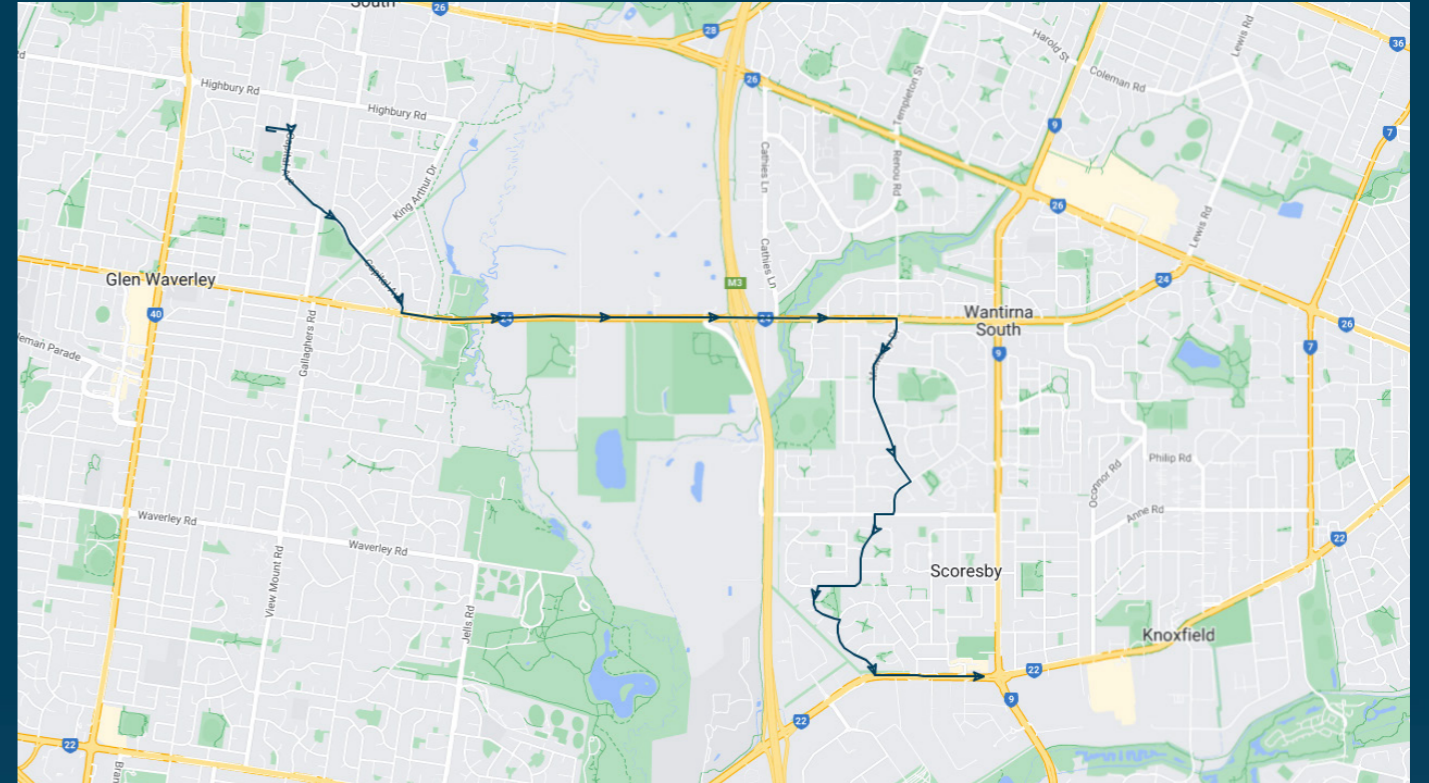 South
26
28
36
Lewis Rd
Harold St
Coleman Rd
26
Templeton St
Highbury Rd
Highbury Rd
7
9
Cathies Ln
Renou Rd
King Arthur Dr
26
Lewis Rd
Cathies Ln
Glen Waverley
24
M3
40
Gallaghers Rd
24
Wantirna
South
26
7
9
Philip Rd
Oconnor Rd
Anne Rd
Waverley Rd
22
Waverley Rd
View Mount Rd
Scoresby
Jells Rd
Knoxfield
22
9
22
22